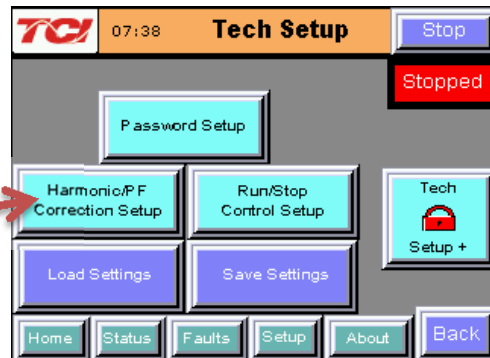 TCI 07:38 Tech Setup Stop
Stopped
Password Setup
Harmonic/PF
Correction Setup
Run/Stop
Control Setup
Tech
Setup +
Load Settings Save Settings
Home Status Faults Setup About Back